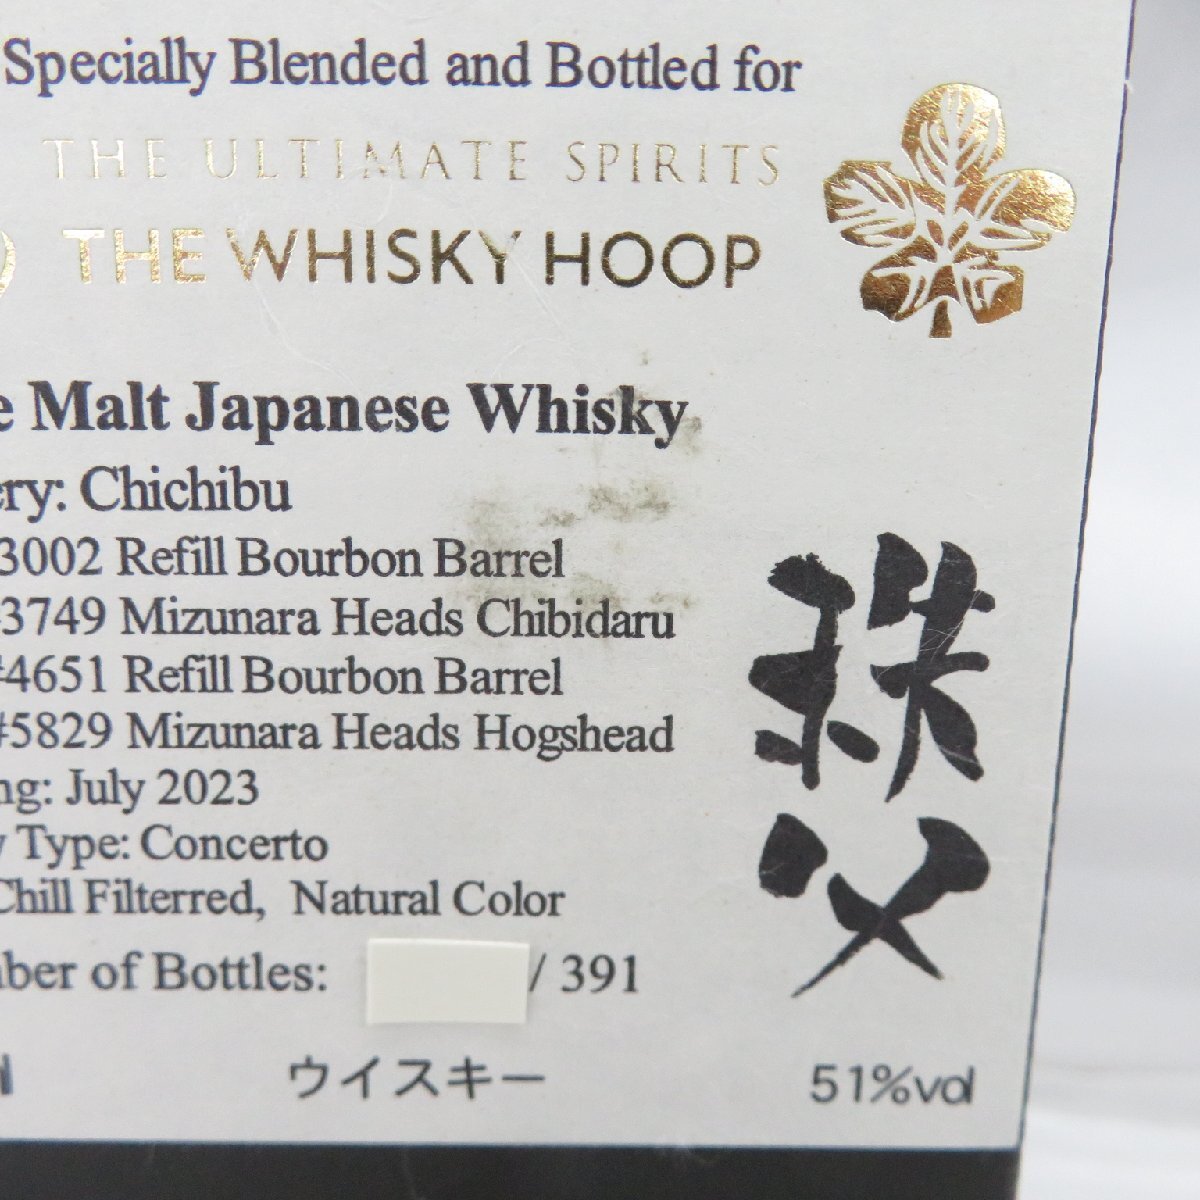 Specially Blended and Bottled for
THE ULTIMATE SPIRITS
THE WHISKY HOOP
e Malt Japanese Whisky
ery: Chichibu
3002 Refill Bourbon Barrel
3749 Mizunara Heads Chibidaru
#4651 Refill Bourbon Barrel
#5829 Mizunara Heads Hogshead
ng: July 2023
y Type: Concerto
Chill Filterred, Natural Color
ber of Bottles: / 391
ウイスキー 51%vol
秩父